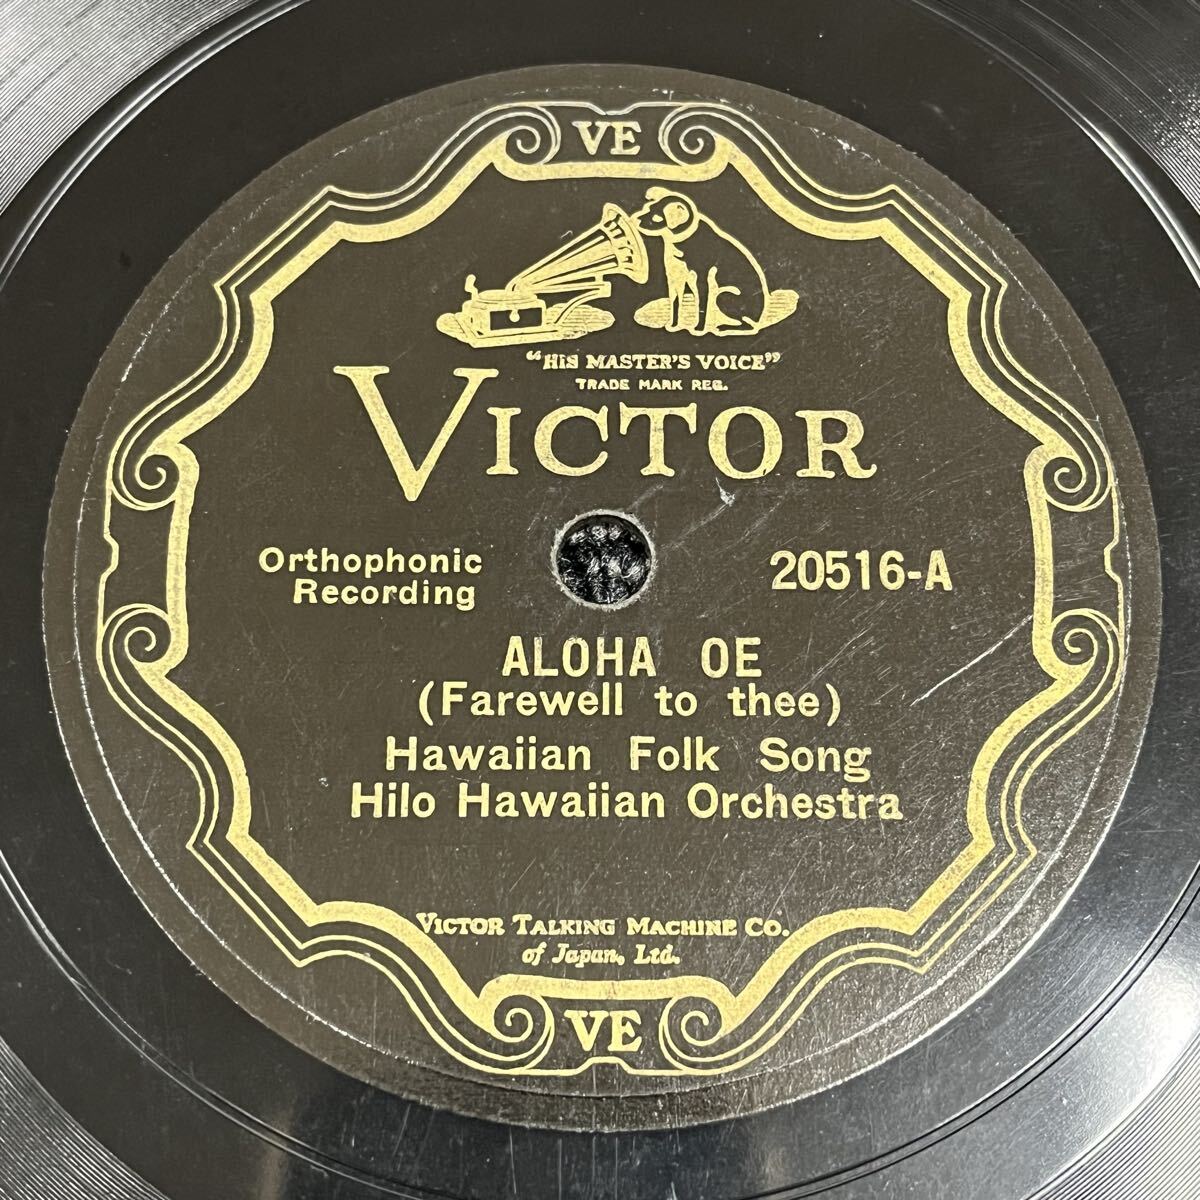 VE
"HIS MASTER'S VOICE"
TRADE MARK REG.
VICTOR
Orthophonic
Recording
20516-A
ALOHA OE
(Farewell to thee)
Hawaiian Folk Song
Hilo Hawaiian Orchestra
VICTOR TALKING MACHINE CO.
of Japan, Ltd.
VE